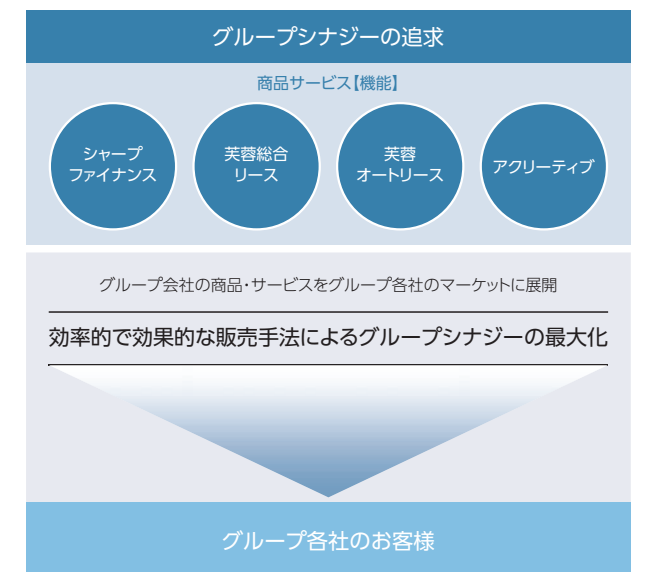 グループシナジーの追求
商品サービス【機能】
シャープ
ファイナンス
芙蓉総合
リース
芙蓉
オートリース
アクリーティブ
グループ会社の商品・サービスをグループ各社のマーケットに展開
効率的で効果的な販売手法によるグループシナジーの最大化
グループ各社のお客様